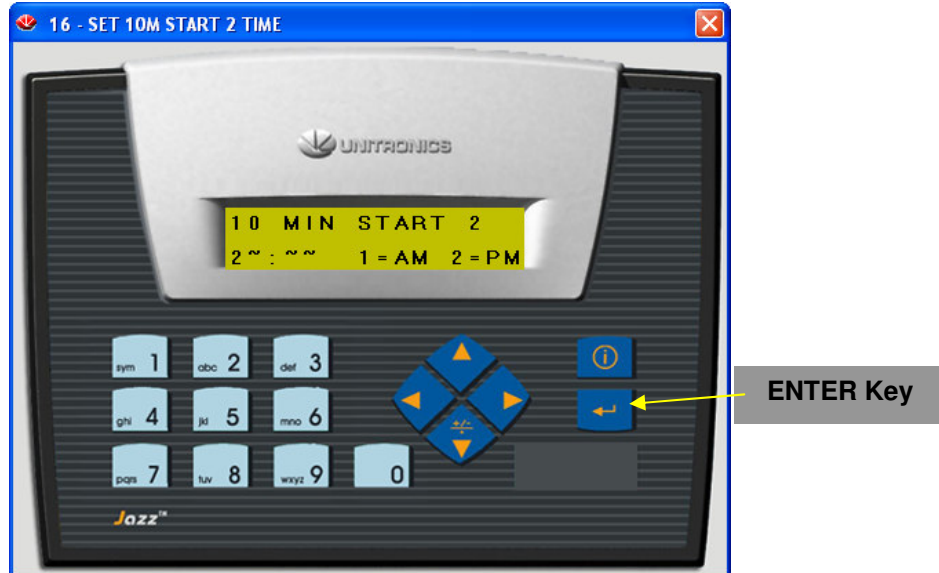 16 - SET 10M START 2 TIME
UNITRONICS
10 MIN START 2
2~:~~ 1=AM 2=PM
sym 1 abc 2 def 3
ENTER Key
ghi 4 jkl 5 mno 6 +/-
pqrs 7 tuv 8 wxyz 9 0
Jazz™